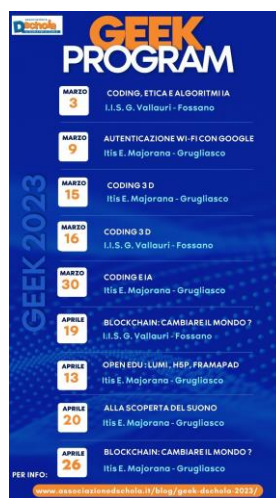 Dschola
GEEK
PROGRAM
GEEK 2023
MARZO
3
CODING, ETICA E ALGORITMI IA
I.I.S. G. Vallauri - Fossano
MARZO
9
AUTENTICAZIONE WI-FI CON GOOGLE
Itis E. Majorana - Grugliasco
MARZO
15
CODING 3 D
Itis E. Majorana - Grugliasco
MARZO
16
CODING 3 D
I.I.S. G. Vallauri - Fossano
MARZO
30
CODING E IA
Itis E. Majorana - Grugliasco
APRILE
19
BLOCKCHAIN: CAMBIARE IL MONDO ?
I.I.S. G. Vallauri - Fossano
APRILE
13
OPEN EDU : LUMI , H5P, FRAMAPAD
Itis E. Majorana - Grugliasco
APRILE
20
ALLA SCOPERTA DEL SUONO
Itis E. Majorana - Grugliasco
APRILE
26
BLOCKCHAIN: CAMBIARE IL MONDO ?
Itis E. Majorana - Grugliasco
PER INFO:
www.associazionedschola.it/blog/geek-dschola-2023/